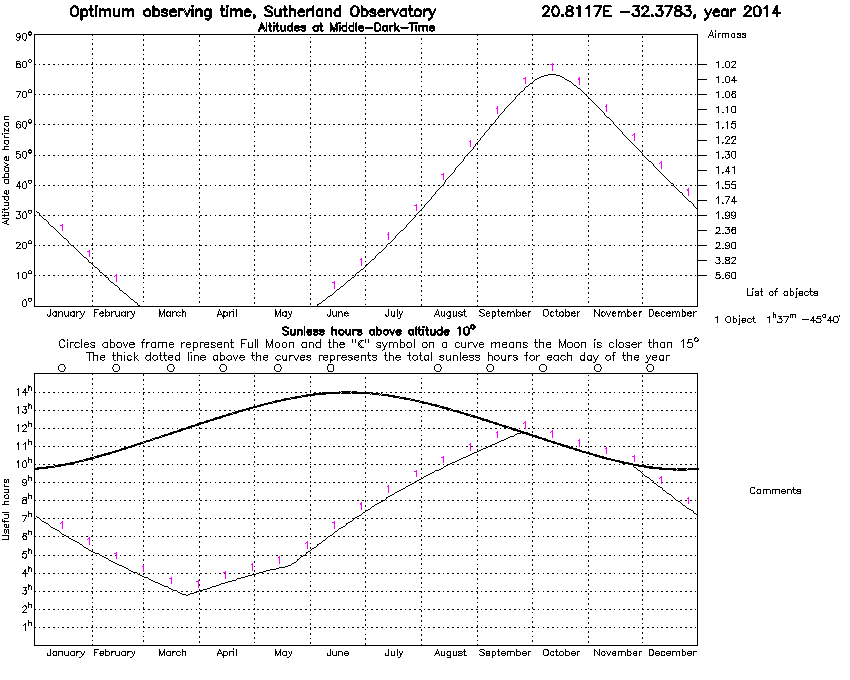 Optimum observing time, Sutherland Observatory 20.8117E −32.3783, year 2014
Altitudes at Middle−Dark−Time
Airmass
90°
80° 1.02
1.04
70° 1.06
1.10
60° 1.15
1.22
50° 1.30
1.41
40° 1.55
1.74
30° 1.99
2.36
20° 2.90
3.82
10° 5.60
0°
Altitude above horizon
January February March April May June July August September October November December
List of objects
1 Object 1ʰ37ᵐ −45°40'
Sunless hours above altitude 10°
Circles above frame represent Full Moon and the "☾" symbol on a curve means the Moon is closer than 15°
The thick dotted line above the curves represents the total sunless hours for each day of the year
14ʰ
13ʰ
12ʰ
11ʰ
10ʰ
9ʰ
8ʰ
7ʰ
6ʰ
5ʰ
4ʰ
3ʰ
2ʰ
1ʰ
Useful hours
Comments
January February March April May June July August September October November December